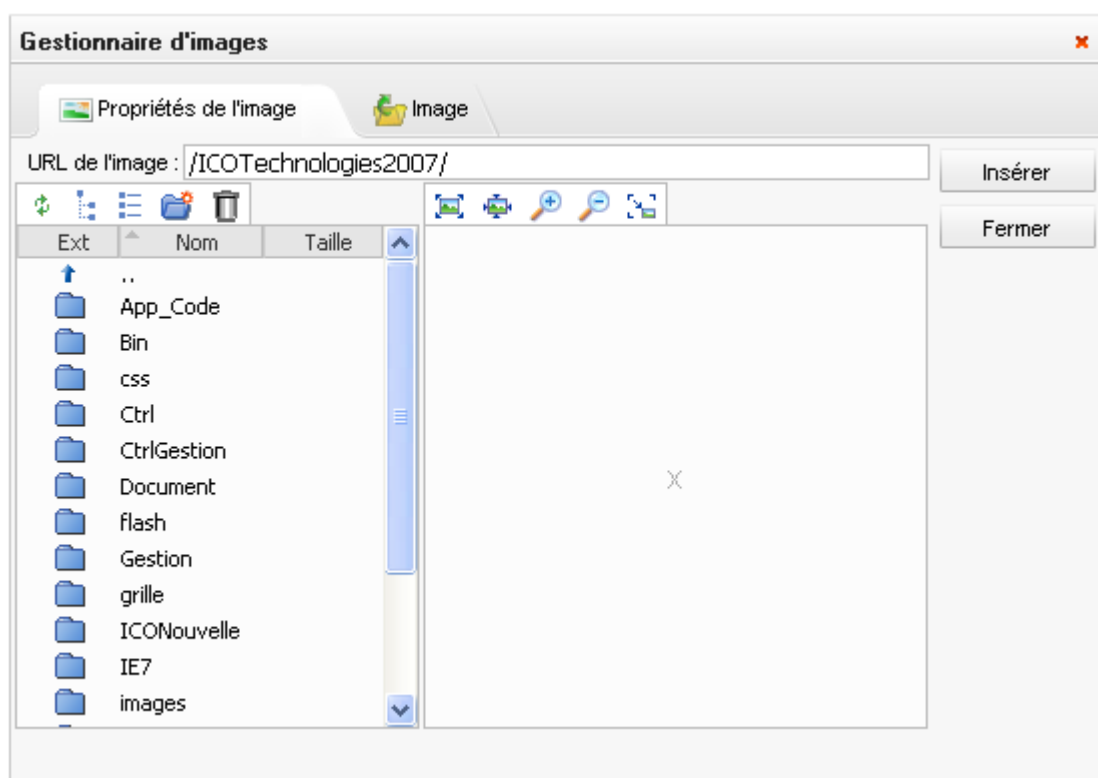 Gestionnaire d'images
Propriétés de l'image Image
URL de l'image : /ICOTechnologies2007/
Insérer
Fermer
Ext Nom Taille
..
App_Code
Bin
css
Ctrl
CtrlGestion
Document
flash
Gestion
grille
ICONouvelle
IE7
images
X